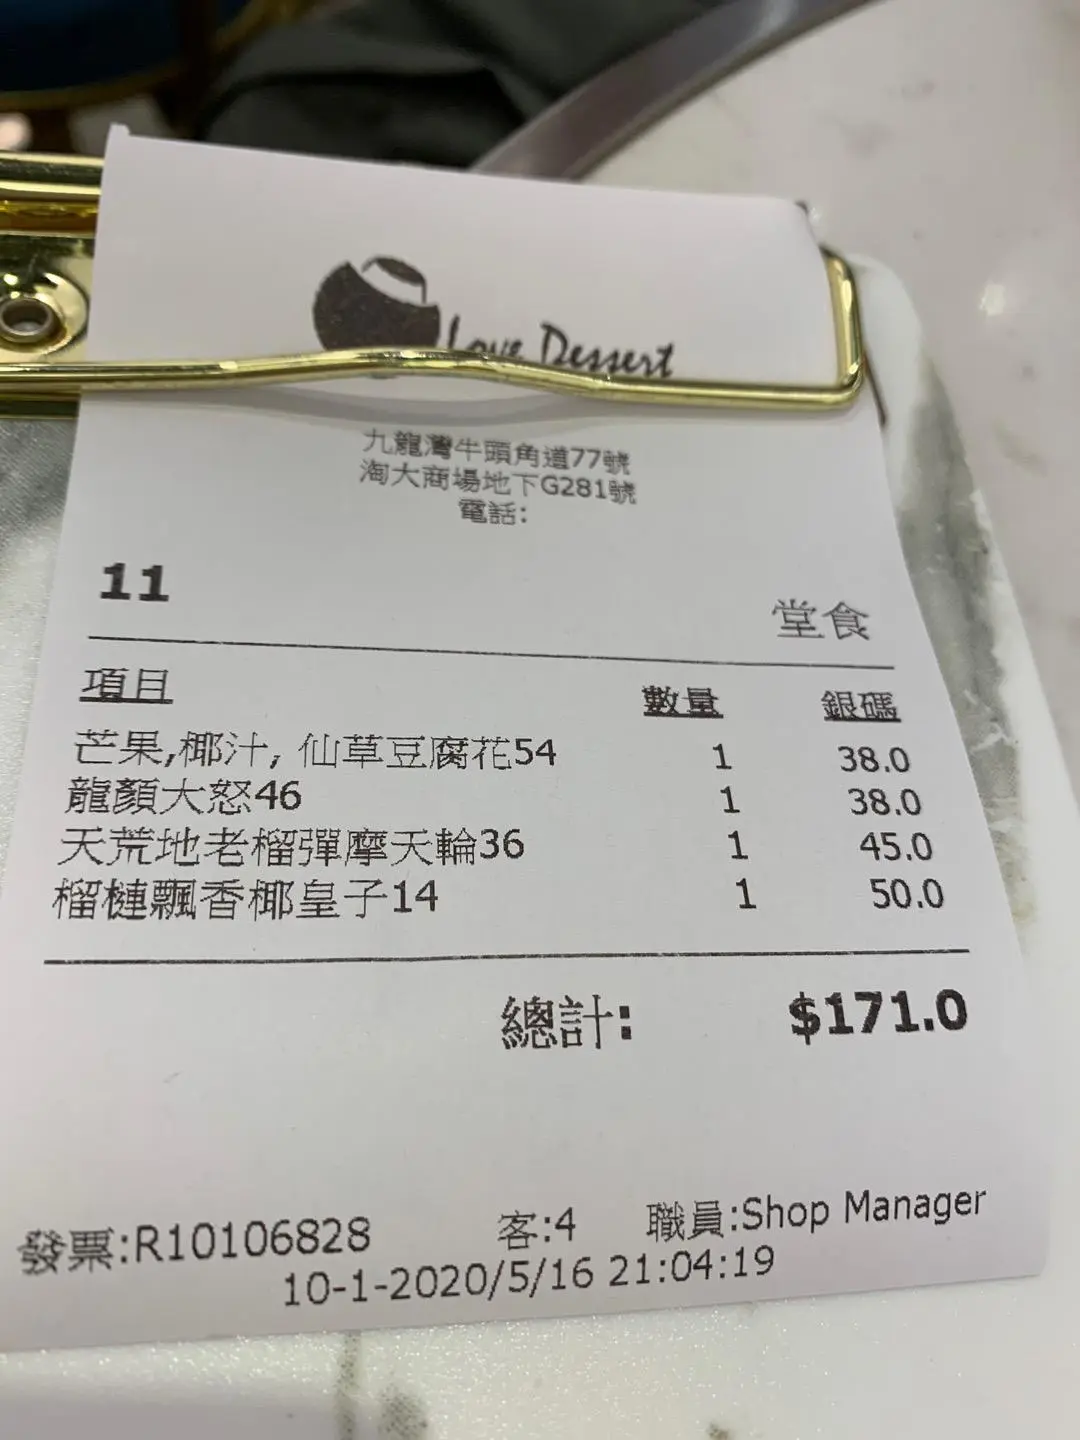 Love Dessert
九龍灣牛頭角道77號
淘大商場地下G281號
電話:
11
堂食
項目 數量 銀碼
芒果,椰汁, 仙草豆腐花54 1 38.0
龍顏大怒46 1 38.0
天荒地老榴彈摩天輪36 1 45.0
榴槤飄香椰皇子14 1 50.0
總計: $171.0
發票:R10106828 客:4 職員:Shop Manager
10-1-2020/5/16 21:04:19